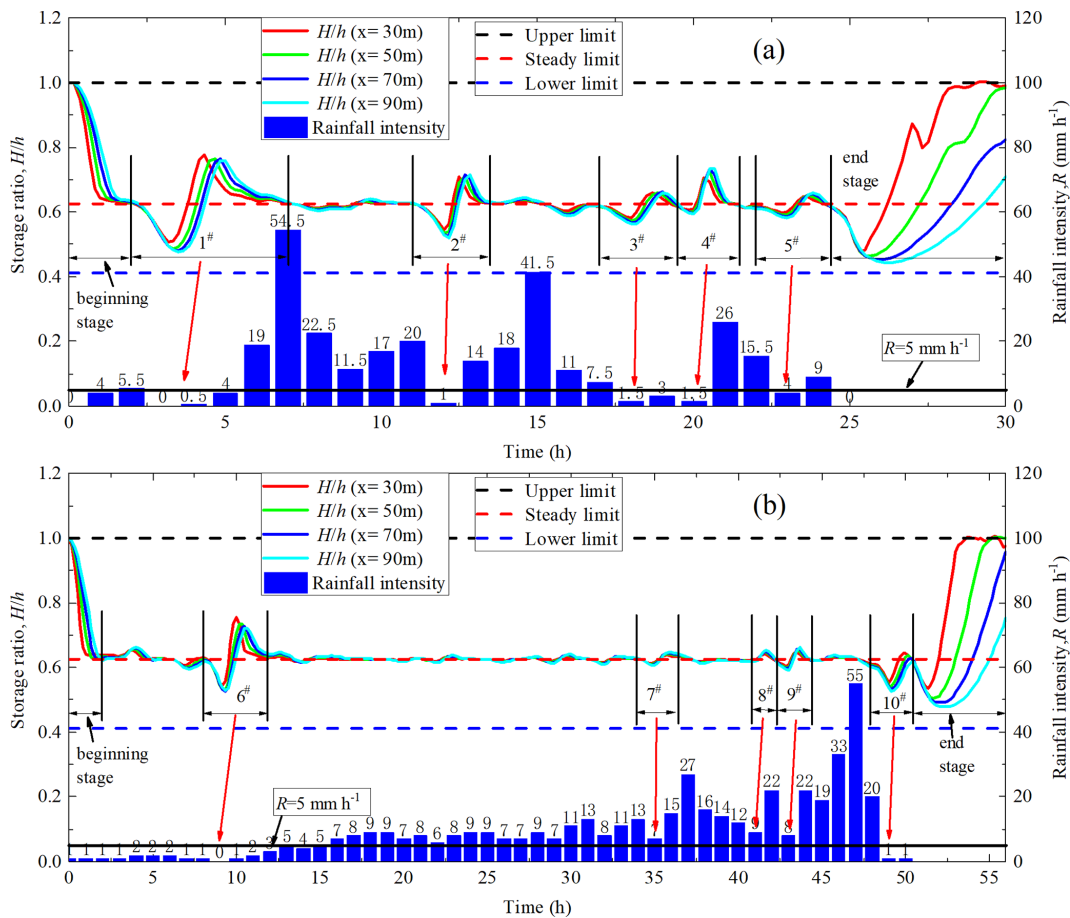 (a)
H/h (x= 30m)
H/h (x= 50m)
H/h (x= 70m)
H/h (x= 90m)
Rainfall intensity
Upper limit
Steady limit
Lower limit
Storage ratio, H/h
1.2
1.0
0.8
0.6
0.4
0.2
0.0
Rainfall intensity,R (mm h-1)
120
100
80
60
40
20
0
beginning
stage
1#
2#
3#
4#
5#
end
stage
R=5 mm h-1
0 4 5.5 0 0.5 4 19 54.5 22.5 11.5 17 20 1 14 18 41.5 11 7.5 1.5 3 1.5 26 15.5 4 9 0
0 5 10 15 20 25 30
Time (h)
(b)
H/h (x= 30m)
H/h (x= 50m)
H/h (x= 70m)
H/h (x= 90m)
Rainfall intensity
Upper limit
Steady limit
Lower limit
Storage ratio, H/h
1.2
1.0
0.8
0.6
0.4
0.2
0.0
Rainfall intensity,R (mm h-1)
120
100
80
60
40
20
0
beginning
stage
6#
7#
8#
9#
10#
end
stage
R=5 mm h-1
1 1 1 2 2 2 1 1 0 1 2 3 5 4 5 7 8 9 9 7 8 6 8 9 9 7 7 9 7 11 13 8 11 13 7 15 27 16 14 12 9 22 8 22 19 33 55 20 1 1
0 5 10 15 20 25 30 35 40 45 50 55
Time (h)